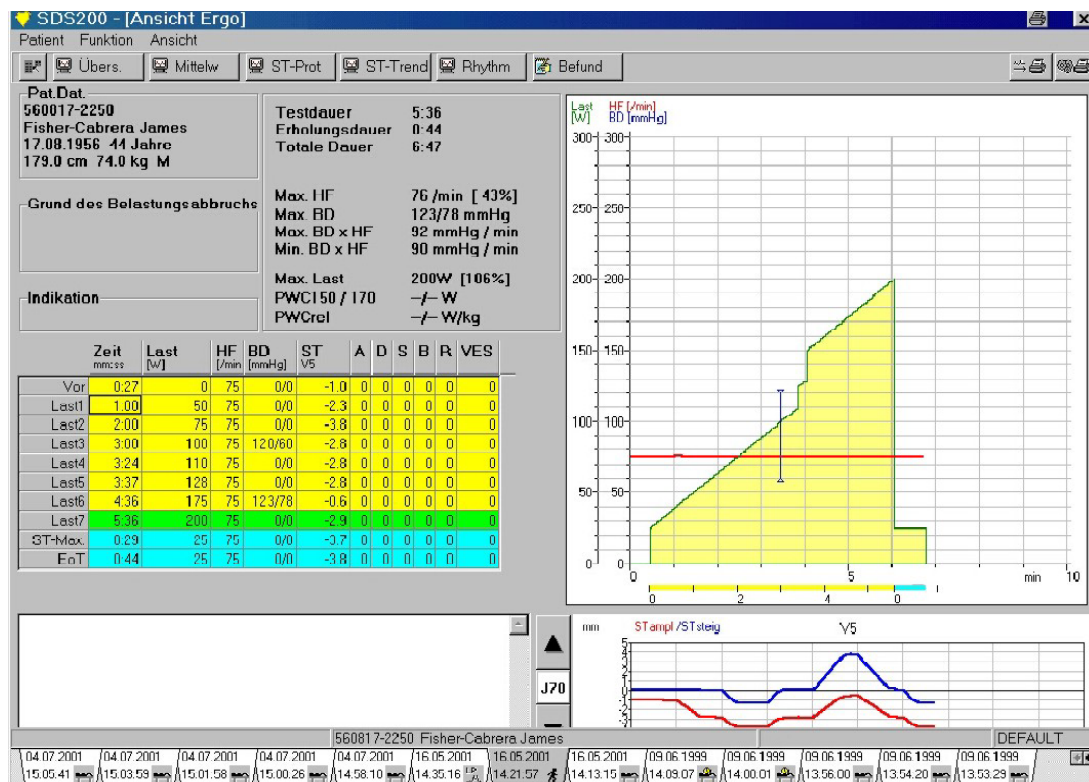 SDS200 - [Ansicht Ergo]
Patient Funktion Ansicht
Übers. Mittelw ST-Prot ST-Trend Rhythm Befund
Pat.Dat.
560017-2250
Fisher-Cabrera James
17.08.1956 44 Jahre
179.0 cm 74.0 kg M
Grund des Belastungsabbruchs
Indikation
Testdauer 5:36
Erholungsdauer 0:44
Totale Dauer 6:47
Max. HF 76 /min [ 43%]
Max. BD 123/78 mmHg
Max. BD x HF 92 mmHg / min
Min. BD x HF 90 mmHg / min
Max. Last 200W [106%]
PWC150 / 170 -/- W
PWCrel -/- W/kg
Zeit Last HF BD ST A D S B R VES
mm:ss [W] [/min] [mmHg] V5
Vor 0:27 0 75 0/0 -1.0 0 0 0 0 0 0
Last1 1:00 50 75 0/0 -2.3 0 0 0 0 0 0
Last2 2:00 75 75 0/0 -3.8 0 0 0 0 0 0
Last3 3:00 100 75 120/60 -2.8 0 0 0 0 0 0
Last4 3:24 110 75 0/0 -2.8 0 0 0 0 0 0
Last5 3:37 128 75 0/0 -2.8 0 0 0 0 0 0
Last6 4:36 175 75 123/78 -0.6 0 0 0 0 0 0
Last7 5:36 200 75 0/0 -2.9 0 0 0 0 0 0
ST-Max. 0:29 25 75 0/0 -3.7 0 0 0 0 0 0
EoT 0:44 25 75 0/0 -3.8 0 0 0 0 0 0
Last HF [/min]
[W] BD [mmHg]
300 300
250 250
200 200
150 150
100 100
50 50
0 0
0 5 min 10
0 2 4 0 1
J70
mm ST ampl /ST steig V5
5
4
3
2
1
0
-1
-2
-3
560817-2250 Fisher-Cabrera James DEFAULT
04.07.2001 04.07.2001 04.07.2001 04.07.2001 04.07.2001 16.05.2001 16.05.2001 16.05.2001 09.06.1999 09.06.1999 09.06.1999 09.06.1999 09.06.1999
15.05.41 15.03.59 15.01.58 15.00.26 14.58.10 14.35.16 14.21.57 14.13.15 14.09.07 14.00.01 13.56.00 13.54.20 13.53.26